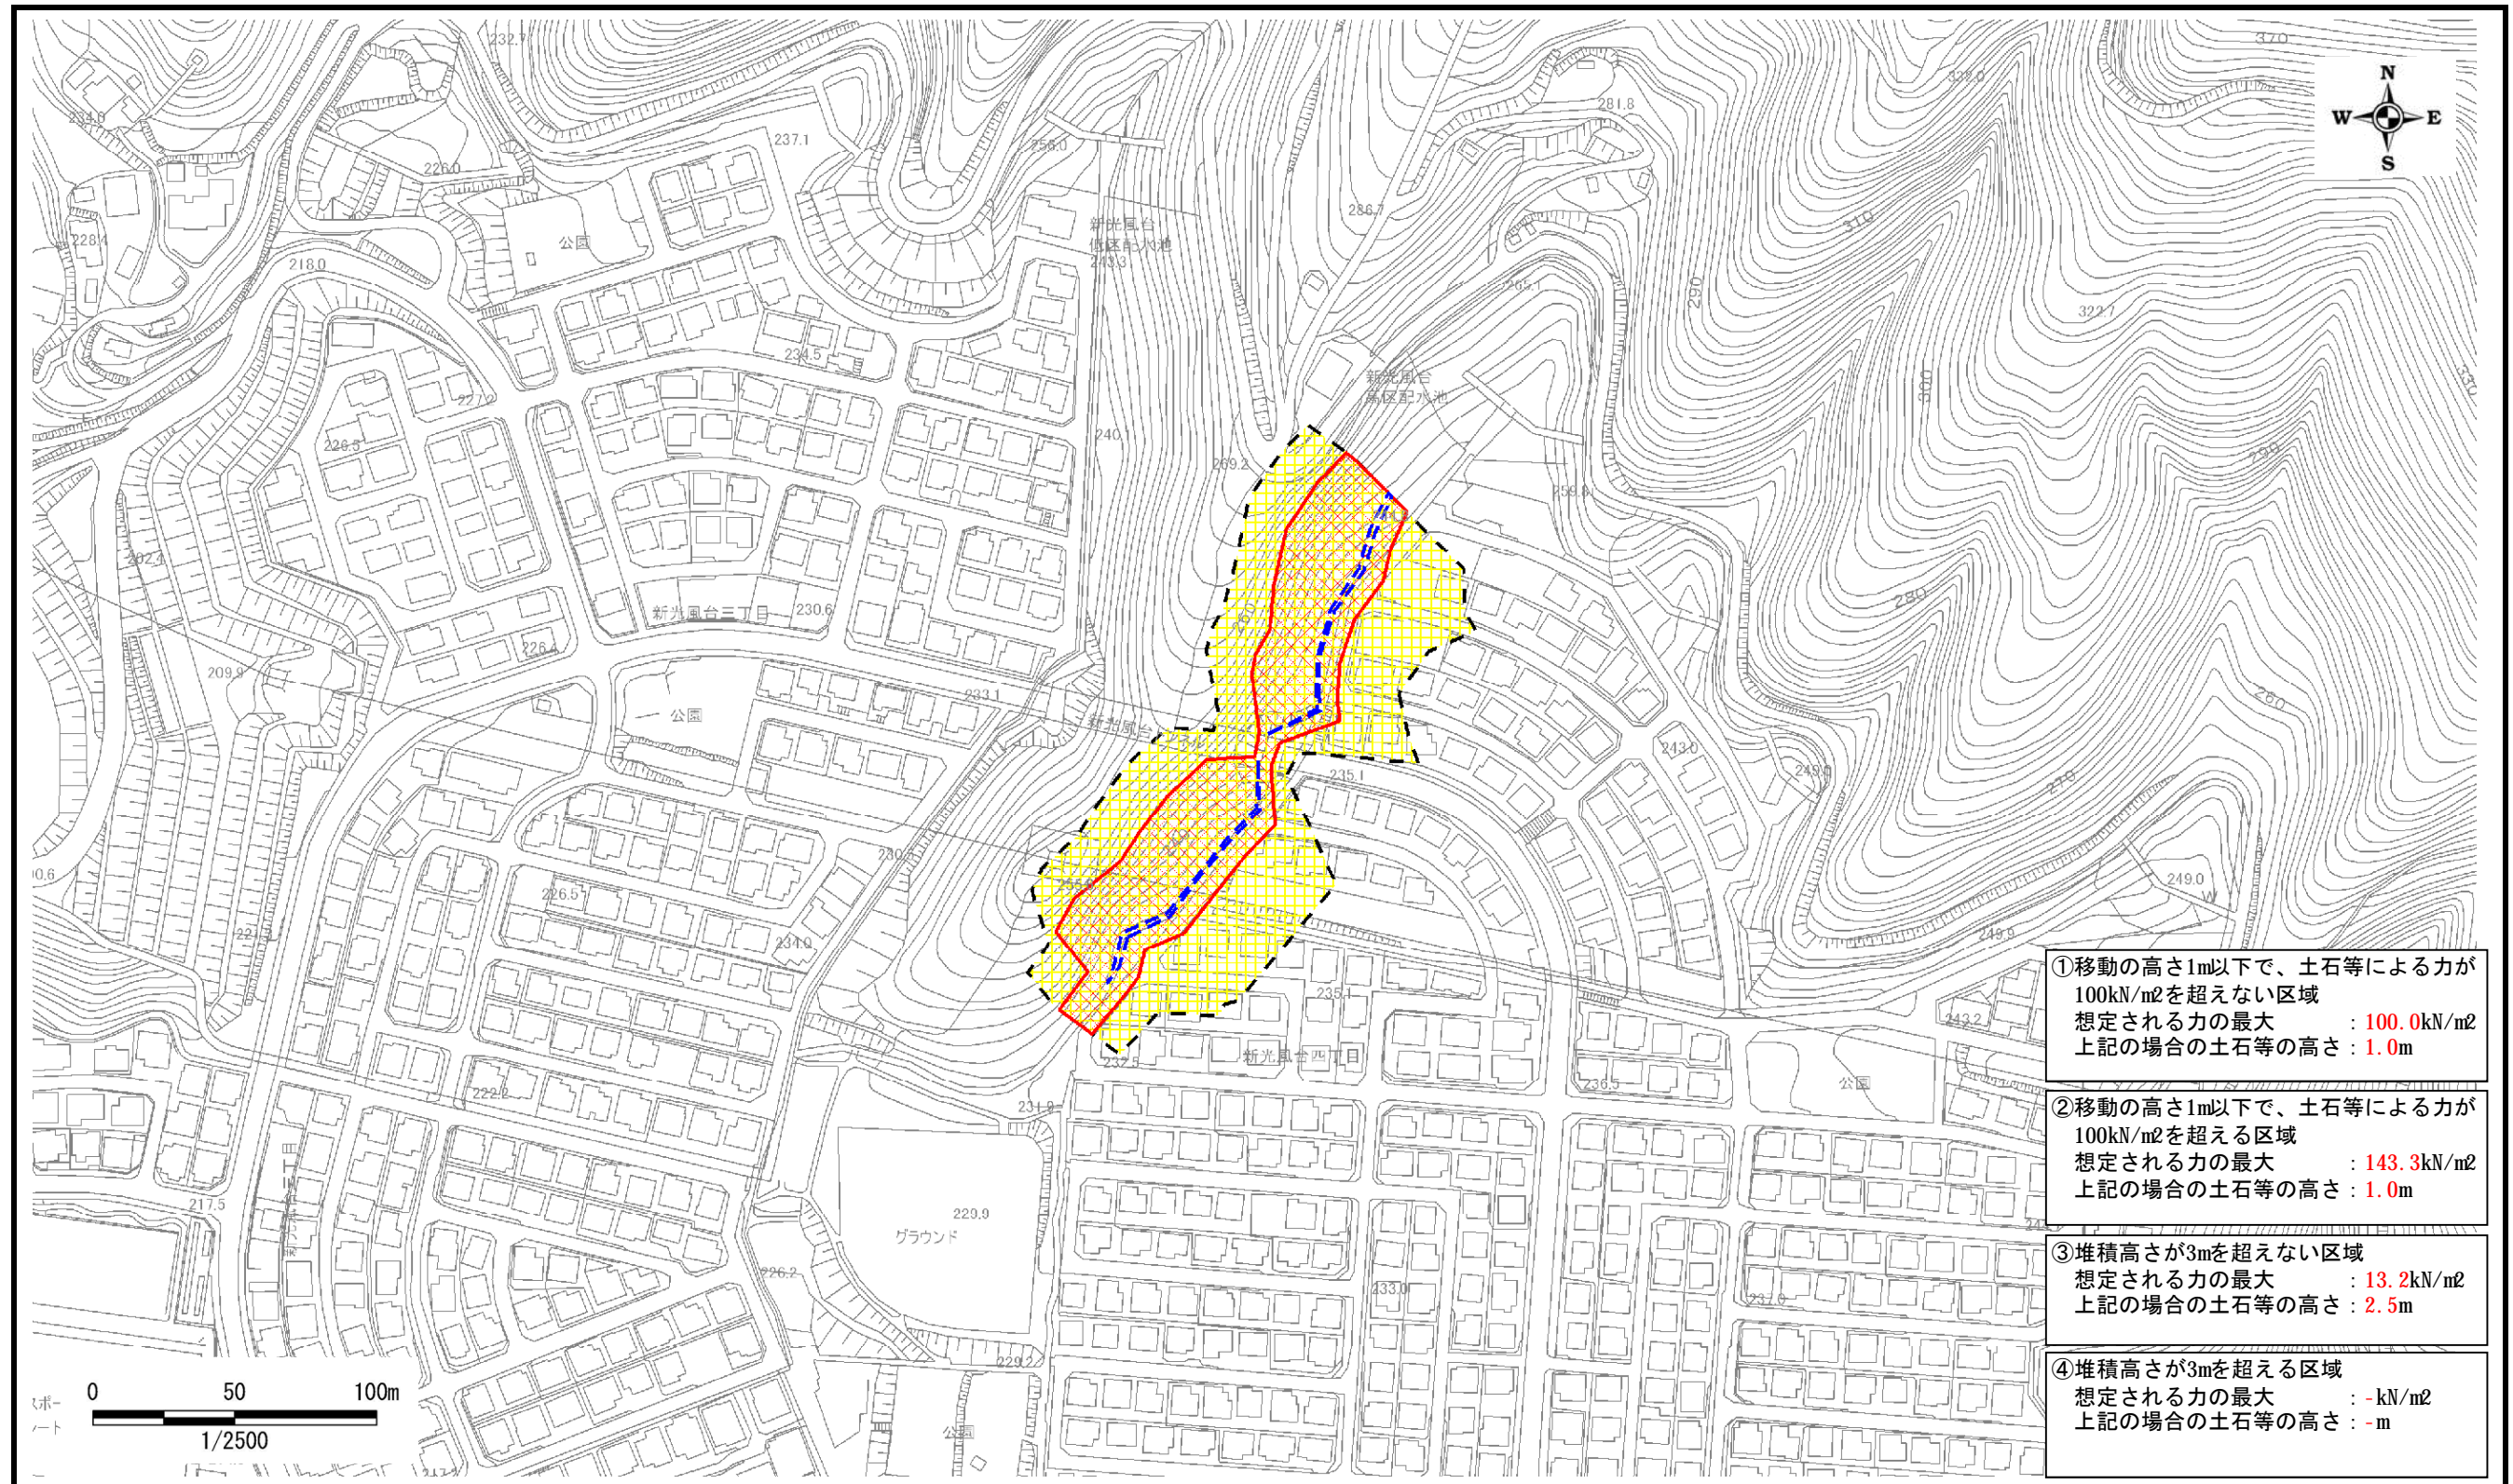 232.7
370
N
338.0
281.8
W
E
234.0
S
237.1
256.0
226.0
286.7
310
新光風台
低区配水池
243.3
228.4
公園
218.0
265.1
290
322.7
234.5
新光風台
高区配水池
300
330
227.2
240.1
226.5
269.2
290
259.8
202.4
280
新光風台三丁目
230.6
226.4
209.9
233.1
260
公園
新光風台
243.0
235.1
249.0
270
230.5
249.0
W
226.5
234.0
249.9
235.1
①移動の高さ1m以下で、土石等による力が
100kN/m2を超えない区域
想定される力の最大 : 100.0kN/m2
上記の場合の土石等の高さ : 1.0m
243.2
新光風台四丁目
232.5
236.5
公園
222.2
231.9
②移動の高さ1m以下で、土石等による力が
100kN/m2を超える区域
想定される力の最大 : 143.3kN/m2
上記の場合の土石等の高さ : 1.0m
217.5
229.9
グラウンド
③堆積高さが3mを超えない区域
想定される力の最大 : 13.2kN/m2
上記の場合の土石等の高さ : 2.5m
226.2
233.0
237.0
229.2
④堆積高さが3mを超える区域
想定される力の最大 : -kN/m2
上記の場合の土石等の高さ : -m
0 50 100m
1/2500
公園